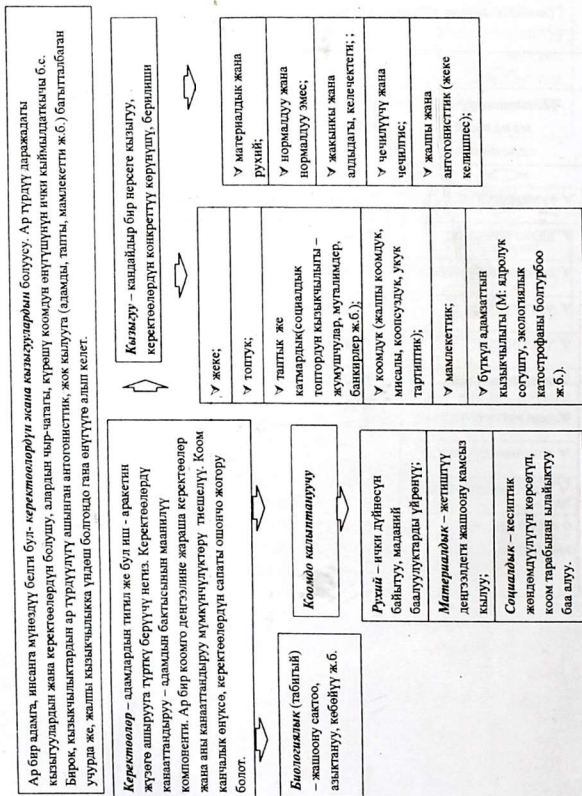 Ар бир адамга, инсанга мүнөздүү белги бул- керектөөлөрдүн жана кызыгуулардын болуусу. Ар түрдүү даражадагы
кызыгуулардын жана керектөөлөрдүн болушу, алардын чыр-чатагы, күрөшү коомдун өнүгүшүнүн ички кыймылдаткычы б.с.
Бирок, кызыкчылыктардын ар түрдүүлүгү ашынган антогонисттик, жок кылууга (адамды, тапты, мамлекетти ж.б.) багытталбаган
учурда же, жалпы кызыкчылыкка үндөш болгондо гана өнүгүүгө алып келет.
Керектөөлөр – адамдардын тигил же бул иш - аракетин
жүзөгө ашырууга түрткү берүүчү негиз. Керектөөлөрдү
канааттандыруу – адамдын бактысынын маанилүү
компоненти. Ар бир коомго деңгээлине жараша керектөөлөр
жана аны канааттандыруу мүмкүнчүлүктөрү тиешелүү. Коом
канчалык өнүксө, керектөөлөрдүн сапаты ошончо жогору
болот.
Биологиялык (табигый)
– жашоону сактоо,
азыктануу, көбөйүү ж.б.
Коомдо калыптануучу
Рухий – ички дүйнөсүн
байытуу, маданий
баалуулуктарды үйрөнүү;
Материалдык – жетиштүү
деңгээлдеги жашоону камсыз
кылуу;
Социалдык – кесиптик
жөндөмдүүлүгүн көрсөтүп,
коом тарабынан ылайыктуу
баа алуу.
Кызыгуу – кандайдыр бир нерсеге кызыгуу,
керектөөлөрдүн конкреттүү көрүнүшү, берилиши
⮚ жеке;
⮚ топтук;
⮚ таптык же
катмардык(социалдык
топтордун кызыкчылыгы –
жумушчулар, мугалимдер,
банкирлер ж.б.);
⮚ коомдук (жалпы коомдук,
мисалы, коопсуздук, укук
тартиптик);
⮚ мамлекеттик;
⮚ бүткүл адамзаттын
кызыкчылыгы (М: ядролук
согушту, экологиялык
катострофаны болтурбоо
ж.б.).
⮚ материалдык жана
рухий;
⮚ нормалдуу жана
нормалдуу эмес;
⮚ жакынкы жана
алдыдагы, келечектеги; ;
⮚ чечилүүчү жана
чечилгис;
⮚ жалпы жана
антогонисттик (жеке
келишпес);